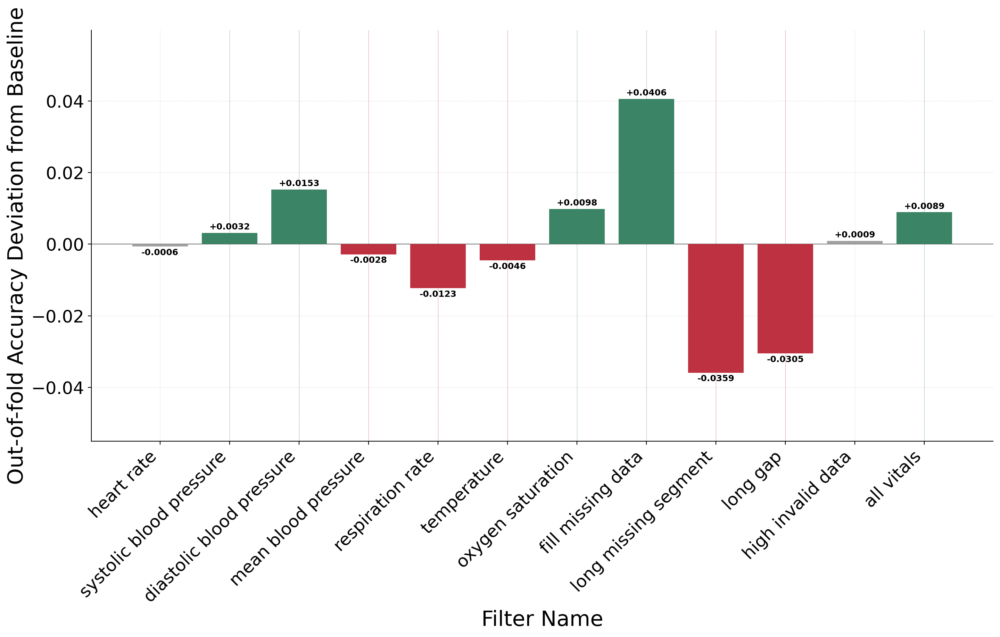 Out-of-fold Accuracy Deviation from Baseline
0.04
0.02
0.00
−0.02
−0.04
-0.0006
+0.0032
+0.0153
-0.0028
-0.0123
-0.0046
+0.0098
+0.0406
-0.0359
-0.0305
+0.0009
+0.0089
heart rate
systolic blood pressure
diastolic blood pressure
mean blood pressure
respiration rate
temperature
oxygen saturation
fill missing data
long missing segment
long gap
high invalid data
all vitals
Filter Name